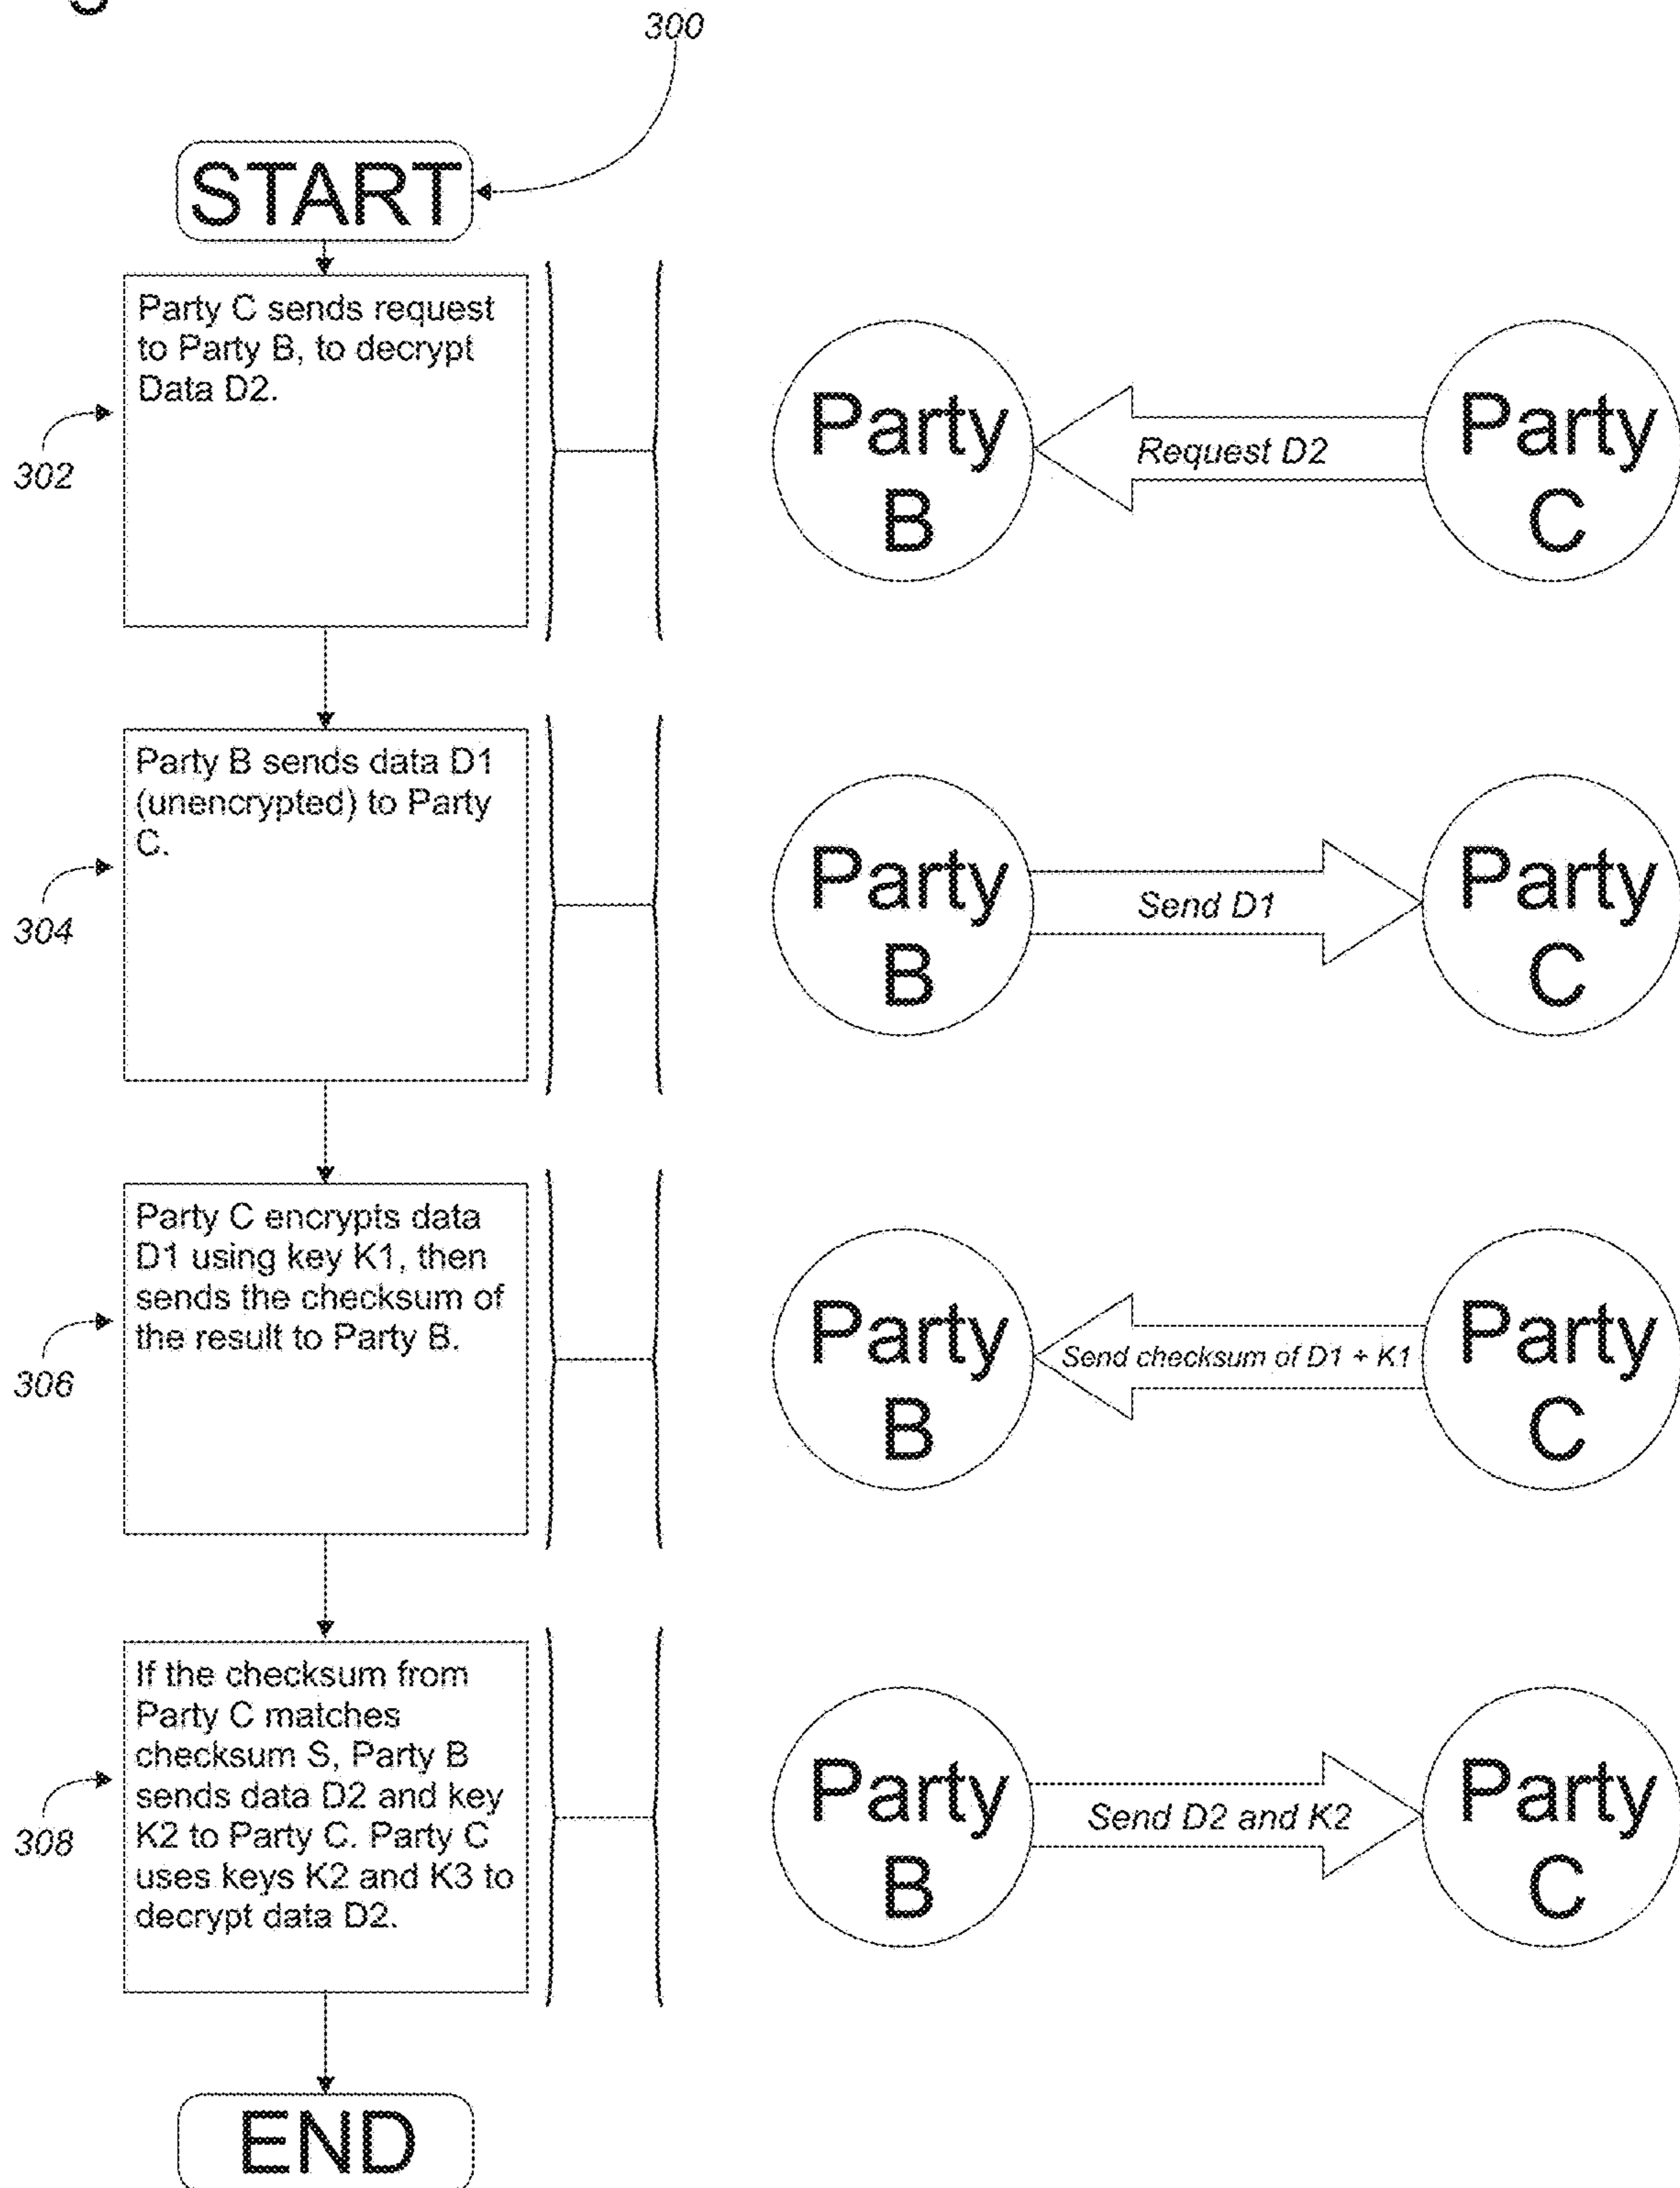 300
START
Party C sends request
to Party B, to decrypt
Data D2.
302
Party
B
Request D2
Party
C
Party B sends data D1
(unencrypted) to Party
C.
304
Party
B
Send D1
Party
C
Party C encrypts data
D1 using key K1, then
sends the checksum of
the result to Party B.
306
Party
B
Send checksum of D1 + K1
Party
C
If the checksum from
Party C matches
checksum S, Party B
sends data D2 and key
K2 to Party C. Party C
uses keys K2 and K3 to
decrypt data D2.
308
Party
B
Send D2 and K2
Party
C
END